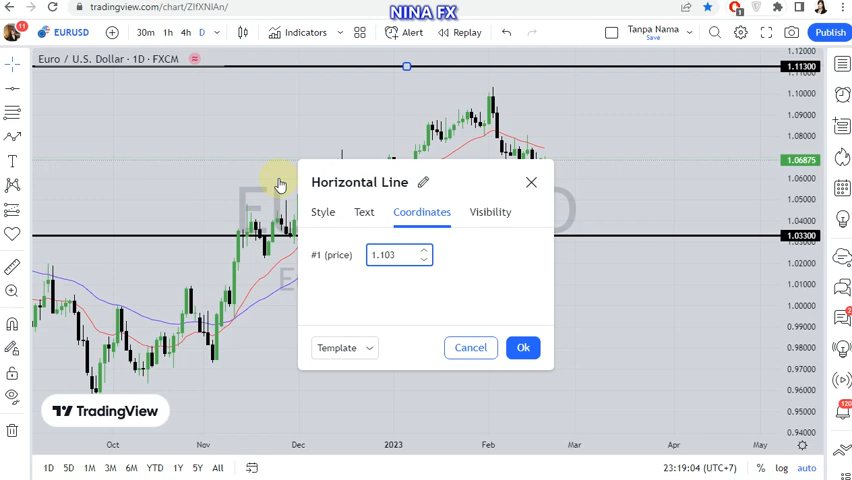 NINA FX
tradingview.com/chart/ZIfXNIAn/
11
EURUSD
30m
1h
4h
D
Indicators
Alert
Replay
Tanpa Nama
Save
Publish
Euro / U.S. Dollar · 1D · FXCM
1.12000
1.11300
1.10000
1.08000
1.06875
1.06000
1.04000
1.03300
1.02000
1.01000
1.00000
0.99000
0.98000
0.97000
0.96000
0.95000
0.94000
Horizontal Line
Style
Text
Coordinates
Visibility
#1 (price)
1.103
Template
Cancel
Ok
TradingView
Oct
Nov
Dec
2023
Feb
Mar
Apr
May
1D
5D
1M
3M
6M
YTD
1Y
5Y
All
23:19:04 (UTC+7)
%
log
auto